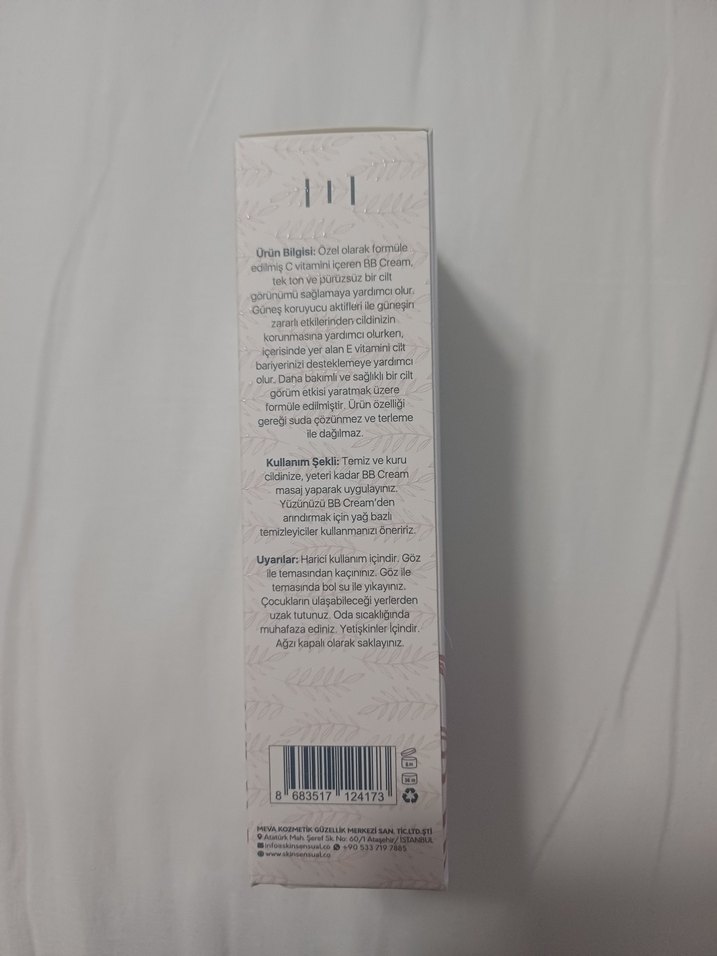 Ürün Bilgisi: Özel olarak formüle
edilmiş C vitamini içeren BB Cream,
tek ton ve pürüzsüz bir cilt
görünümü sağlamaya yardımcı olur.
Güneş koruyucu aktifleri ile güneşin
zararlı etkilerinden cildinizin
korunmasına yardımcı olurken,
içerisinde yer alan E vitamini cilt
bariyerinizi desteklemeye yardımcı
olur. Daha bakımlı ve sağlıklı bir cilt
görüm etkisi yaratmak üzere
formüle edilmiştir. Ürün özelliği
gereği suda çözünmez ve terleme
ile dağılmaz.
Kullanım Şekli: Temiz ve kuru
cildinize, yeteri kadar BB Cream
masaj yaparak uygulayınız.
Yüzünüzü BB Cream'den
arındırmak için yağ bazlı
temizleyiciler kullanmanızı öneririz.
Uyarılar: Harici kullanım içindir. Göz
ile temasından kaçınınız. Göz ile
temasında bol su ile yıkayınız.
Çocukların ulaşabileceği yerlerden
uzak tutunuz. Oda sıcaklığında
muhafaza ediniz. Yetişkinler İçindir.
Ağzı kapalı olarak saklayınız.
8 683517 124173
MEVA KOZMETİK GÜZELLİK MERKEZİ SAN. TİC.LTD.ŞTİ
Atatürk Mah. Şeref Sk. No: 60/1 Ataşehir/ İSTANBUL
info@skinsensual.co +90 533 719 7885
www.skinsensual.co